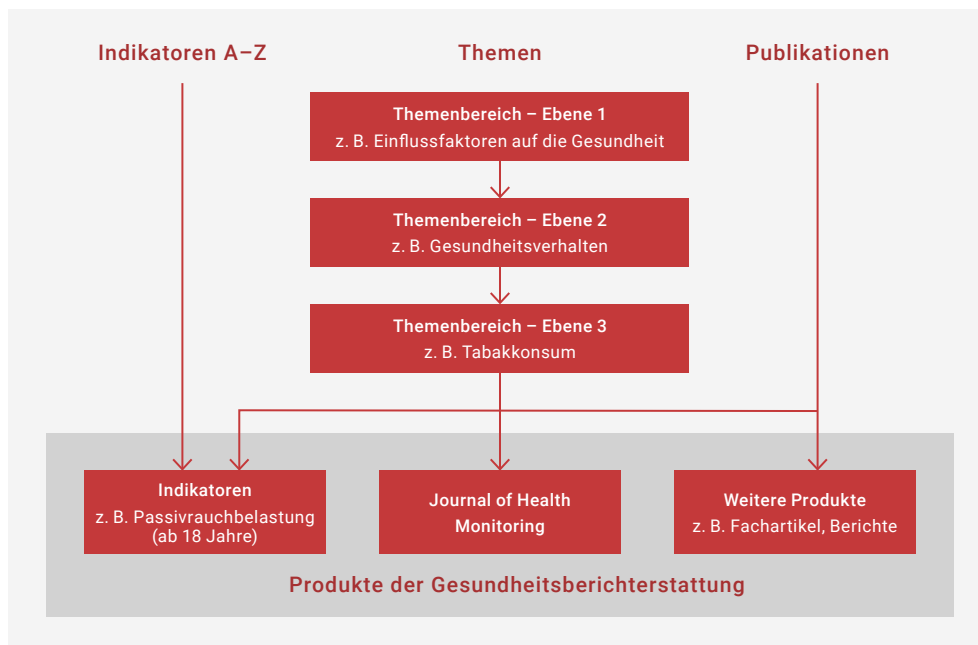 Indikatoren A–Z
Themen
Publikationen
Themenbereich – Ebene 1
z. B. Einflussfaktoren auf die Gesundheit
Themenbereich – Ebene 2
z. B. Gesundheitsverhalten
Themenbereich – Ebene 3
z. B. Tabakkonsum
Indikatoren
z. B. Passivrauchbelastung
(ab 18 Jahre)
Journal of Health
Monitoring
Weitere Produkte
z. B. Fachartikel, Berichte
Produkte der Gesundheitsberichterstattung